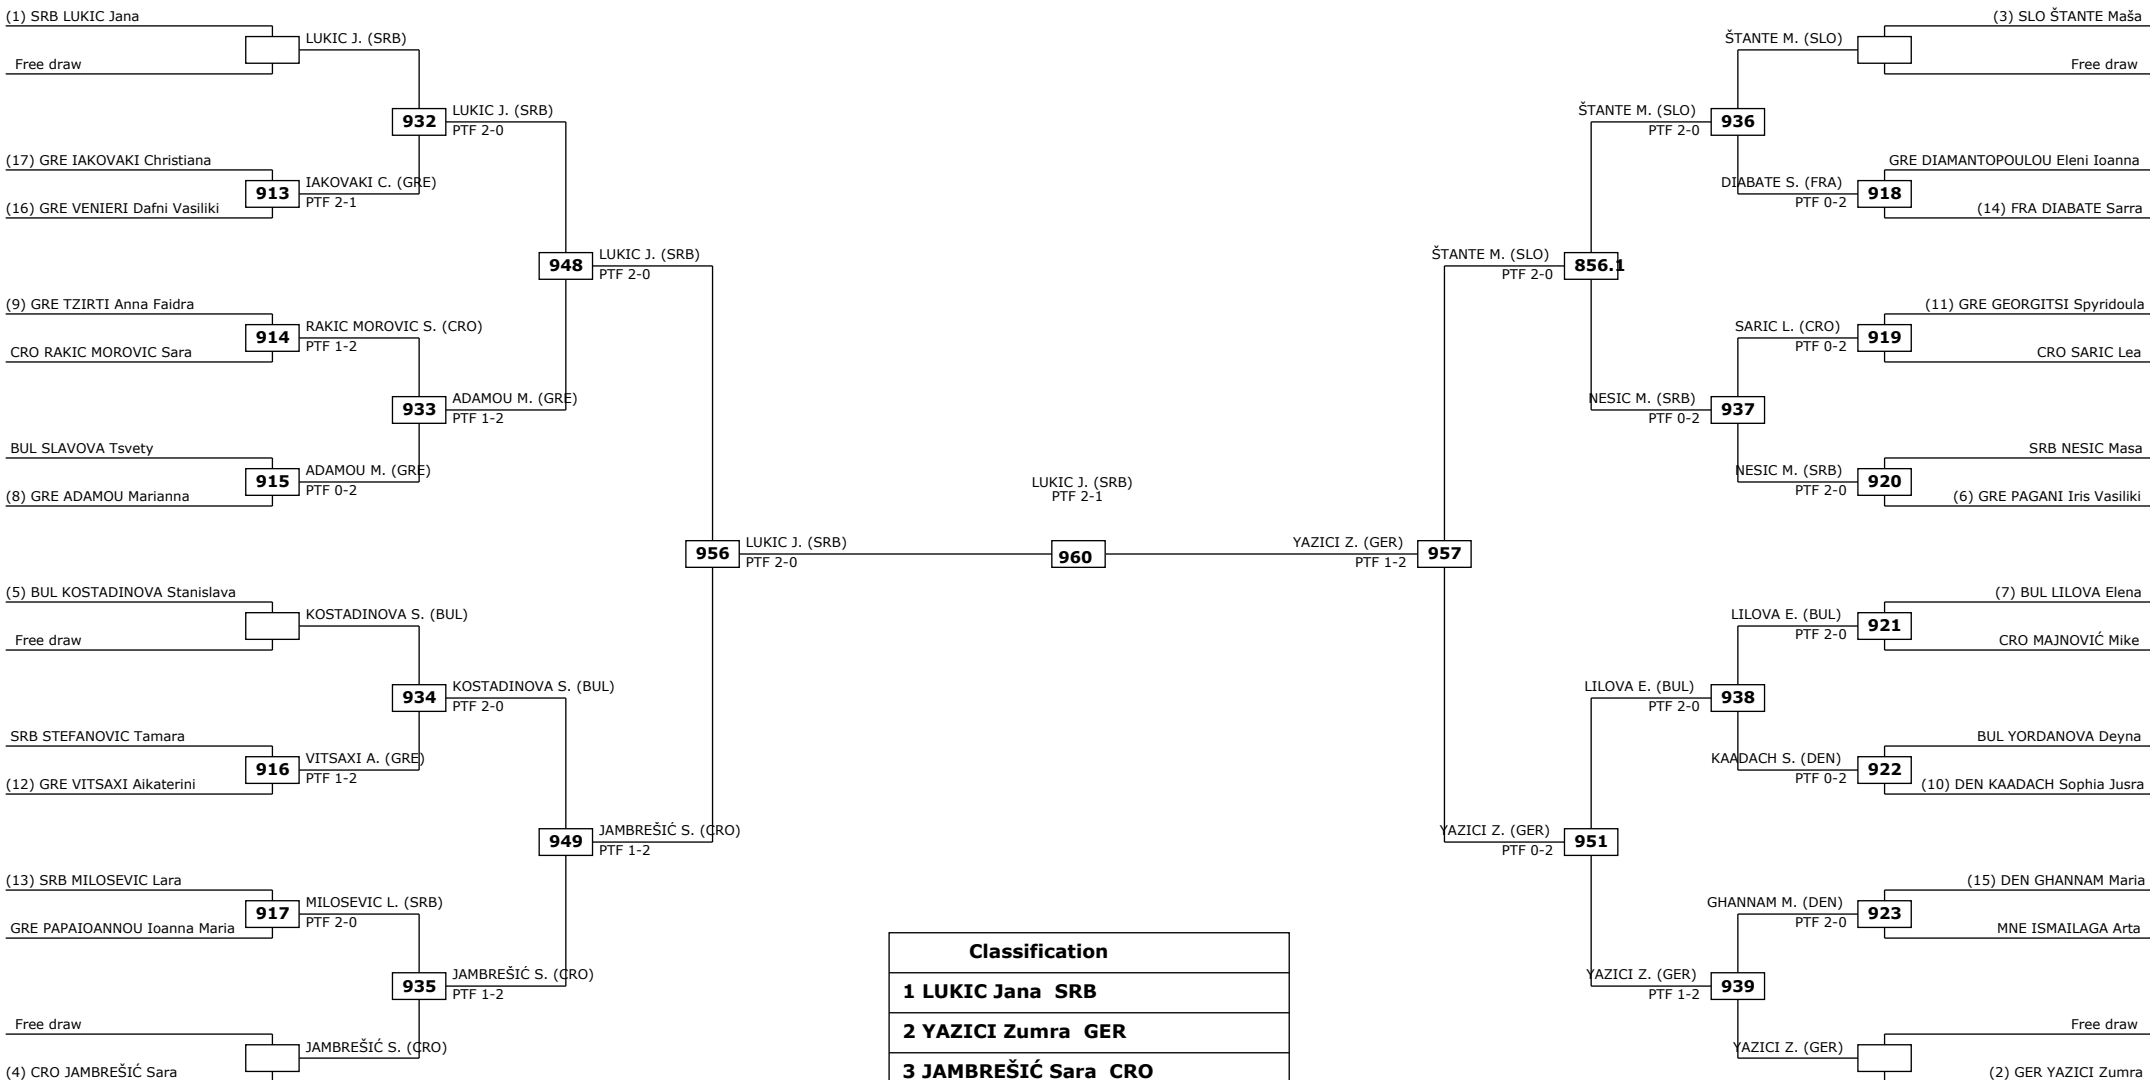 (1) SRB LUKIC Jana
LUKIC J. (SRB)
Free draw
932
LUKIC J. (SRB)
PTF 2-0
(17) GRE IAKOVAKI Christiana
913
IAKOVAKI C. (GRE)
PTF 2-1
(16) GRE VENIERI Dafni Vasiliki
948
LUKIC J. (SRB)
PTF 2-0
(9) GRE TZIRTI Anna Faidra
914
RAKIC MOROVIC S. (CRO)
PTF 1-2
CRO RAKIC MOROVIC Sara
933
ADAMOU M. (GRE)
PTF 1-2
BUL SLAVOVA Tsvety
915
ADAMOU M. (GRE)
PTF 0-2
(8) GRE ADAMOU Marianna
956
LUKIC J. (SRB)
PTF 2-0
(5) BUL KOSTADINOVA Stanislava
KOSTADINOVA S. (BUL)
Free draw
934
KOSTADINOVA S. (BUL)
PTF 2-0
SRB STEFANOVIC Tamara
916
VITSAXI A. (GRE)
PTF 1-2
(12) GRE VITSAXI Aikaterini
949
JAMBREŠIĆ S. (CRO)
PTF 1-2
(13) SRB MILOSEVIC Lara
917
MILOSEVIC L. (SRB)
PTF 2-0
GRE PAPAIOANNOU Ioanna Maria
935
JAMBREŠIĆ S. (CRO)
PTF 1-2
Free draw
JAMBREŠIĆ S. (CRO)
(4) CRO JAMBREŠIĆ Sara
LUKIC J. (SRB)
PTF 2-1
960
(3) SLO ŠTANTE Maša
ŠTANTE M. (SLO)
Free draw
ŠTANTE M. (SLO)
PTF 2-0
936
GRE DIAMANTOPOULOU Eleni Ioanna
DIABATE S. (FRA)
PTF 0-2
918
(14) FRA DIABATE Sarra
ŠTANTE M. (SLO)
PTF 2-0
856.1
(11) GRE GEORGITSI Spyridoula
SARIC L. (CRO)
PTF 0-2
919
CRO SARIC Lea
NESIC M. (SRB)
PTF 0-2
937
SRB NESIC Masa
NESIC M. (SRB)
PTF 2-0
920
(6) GRE PAGANI Iris Vasiliki
YAZICI Z. (GER)
PTF 1-2
957
(7) BUL LILOVA Elena
LILOVA E. (BUL)
PTF 2-0
921
CRO MAJNOVIĆ Mike
LILOVA E. (BUL)
PTF 2-0
938
BUL YORDANOVA Deyna
KAADACH S. (DEN)
PTF 0-2
922
(10) DEN KAADACH Sophia Jusra
YAZICI Z. (GER)
PTF 0-2
951
(15) DEN GHANNAM Maria
GHANNAM M. (DEN)
PTF 2-0
923
MNE ISMAILAGA Arta
YAZICI Z. (GER)
PTF 1-2
939
Free draw
YAZICI Z. (GER)
(2) GER YAZICI Zumra
Classification
1 LUKIC Jana SRB
2 YAZICI Zumra GER
3 JAMBREŠIĆ Sara CRO